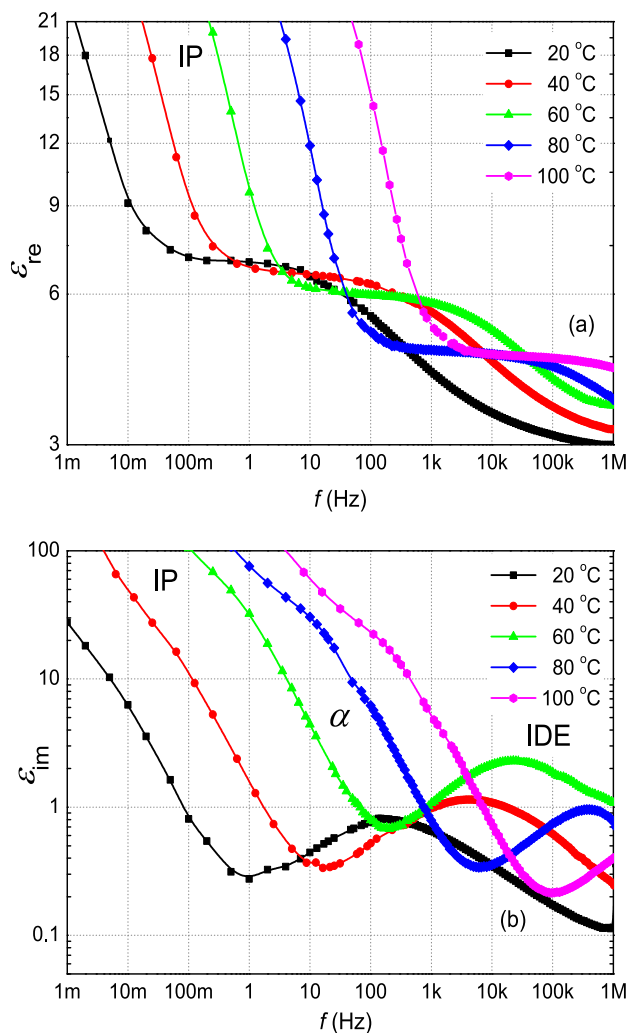 21
18
15
12
9
6
3
ε_re
IP
20 °C
40 °C
60 °C
80 °C
100 °C
(a)
1m 10m 100m 1 10 100 1k 10k 100k 1M
f (Hz)
100
10
1
0.1
ε_im
IP
20 °C
40 °C
60 °C
80 °C
100 °C
α
IDE
(b)
1m 10m 100m 1 10 100 1k 10k 100k 1M
f (Hz)